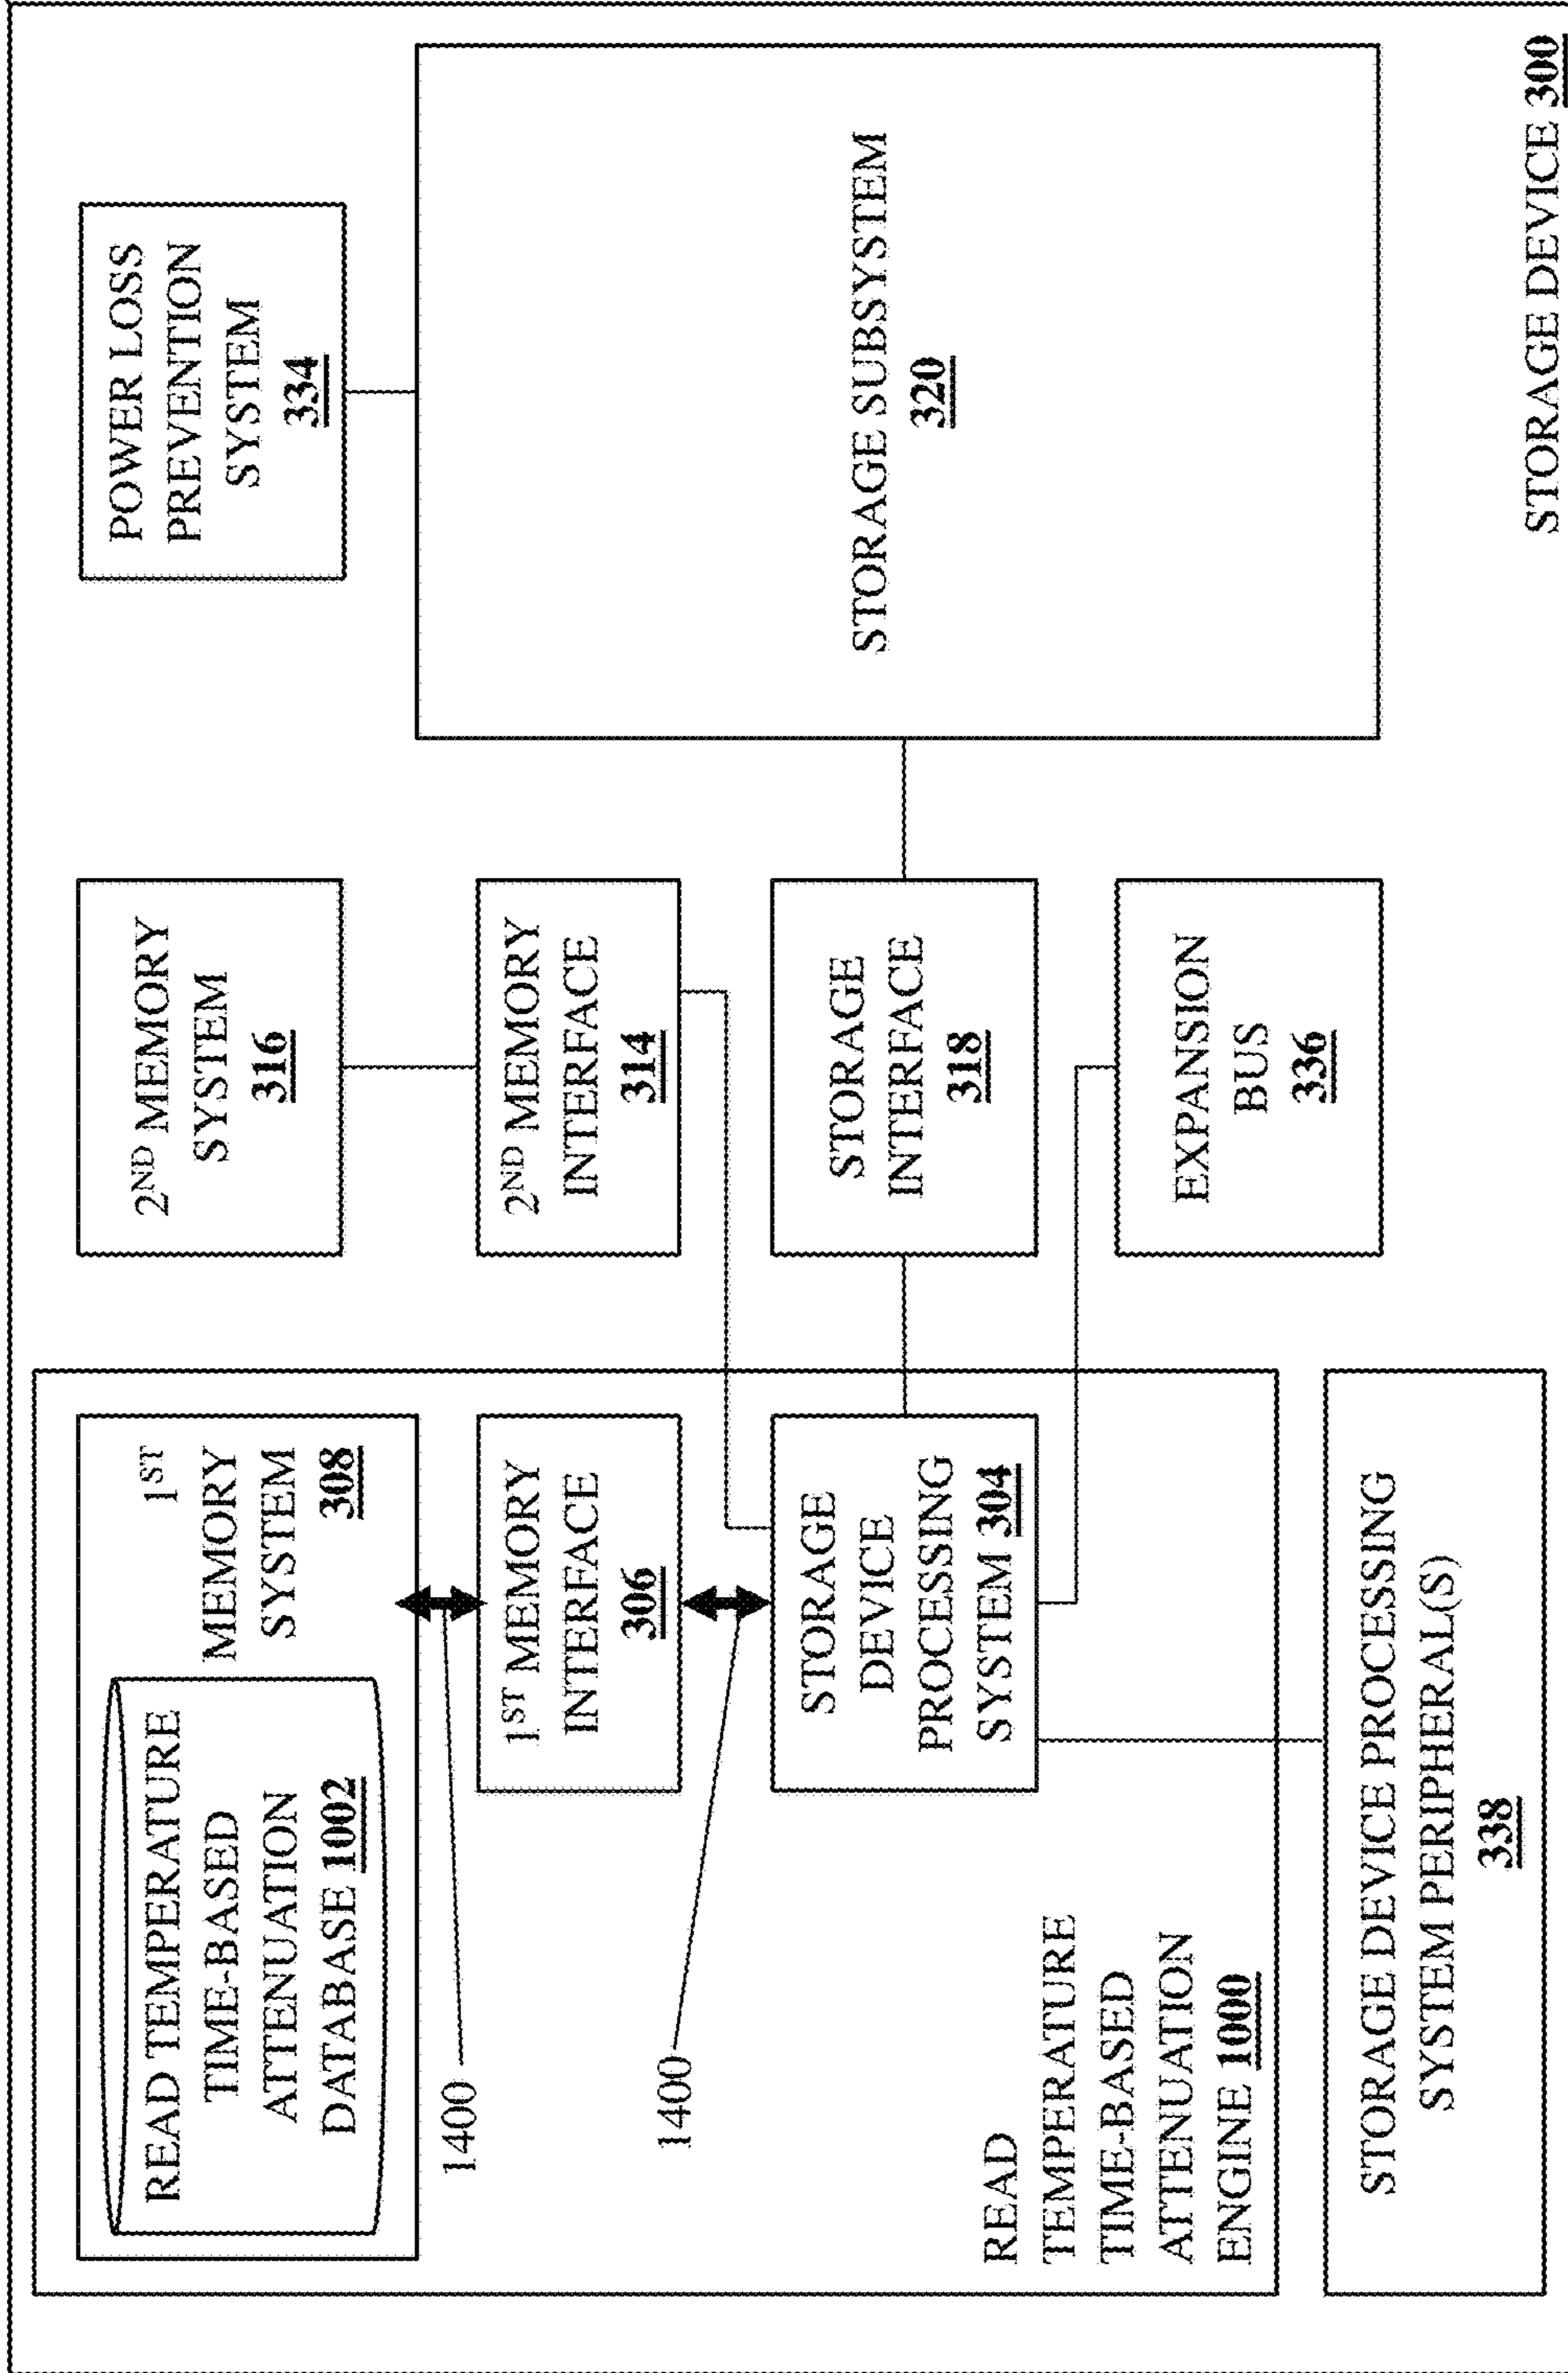 READ TEMPERATURE
TIME-BASED
ATTENUATION
DATABASE 1002
1ST
MEMORY
SYSTEM
308
1400
1ST MEMORY
INTERFACE
306
1400
STORAGE
DEVICE
PROCESSING
SYSTEM 304
READ
TEMPERATURE
TIME-BASED
ATTENUATION
ENGINE 1000
STORAGE DEVICE PROCESSING
SYSTEM PERIPHERAL(S)
338
2ND MEMORY
SYSTEM
316
2ND MEMORY
INTERFACE
314
STORAGE
INTERFACE
318
EXPANSION
BUS
336
POWER LOSS
PREVENTION
SYSTEM
334
STORAGE SUBSYSTEM
320
STORAGE DEVICE 300